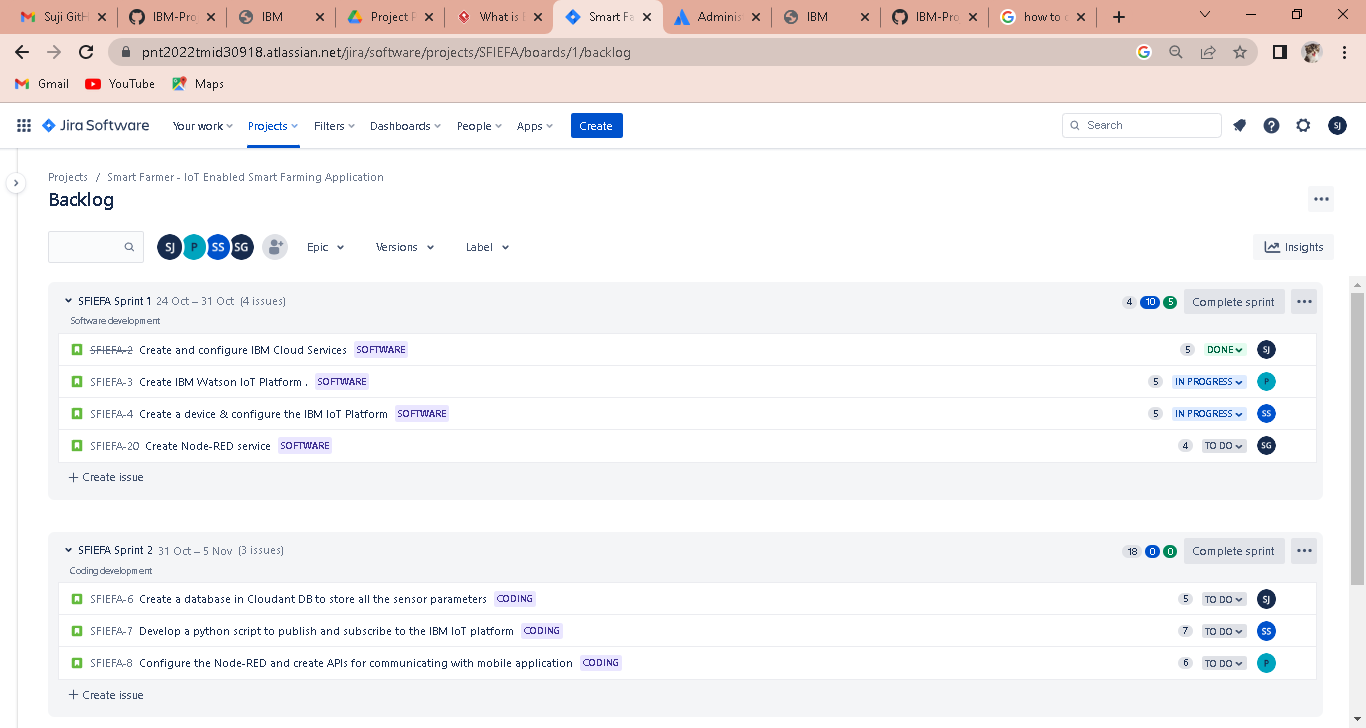 Suji GitH
IBM-Pro
IBM
Project F
What is
Smart Fa
Adminis
IBM
IBM-Pro
how to c
pnt2022tmid30918.atlassian.net/jira/software/projects/SFIEFA/boards/1/backlog
Gmail YouTube Maps
Jira Software Your work Projects Filters Dashboards People Apps Create Search SJ
Projects / Smart Farmer - IoT Enabled Smart Farming Application
Backlog
SJ P SS SG Epic Versions Label Insights
SFIEFA Sprint 1 24 Oct – 31 Oct (4 issues) 4 10 5 Complete sprint
Software development
SFIEFA-2 Create and configure IBM Cloud Services SOFTWARE 5 DONE SJ
SFIEFA-3 Create IBM Watson IoT Platform . SOFTWARE 5 IN PROGRESS P
SFIEFA-4 Create a device & configure the IBM IoT Platform SOFTWARE 5 IN PROGRESS SS
SFIEFA-20 Create Node-RED service SOFTWARE 4 TO DO SG
+ Create issue
SFIEFA Sprint 2 31 Oct – 5 Nov (3 issues) 18 0 0 Complete sprint
Coding development
SFIEFA-6 Create a database in Cloudant DB to store all the sensor parameters CODING 5 TO DO SJ
SFIEFA-7 Develop a python script to publish and subscribe to the IBM IoT platform CODING 7 TO DO SS
SFIEFA-8 Configure the Node-RED and create APIs for communicating with mobile application CODING 6 TO DO P
+ Create issue